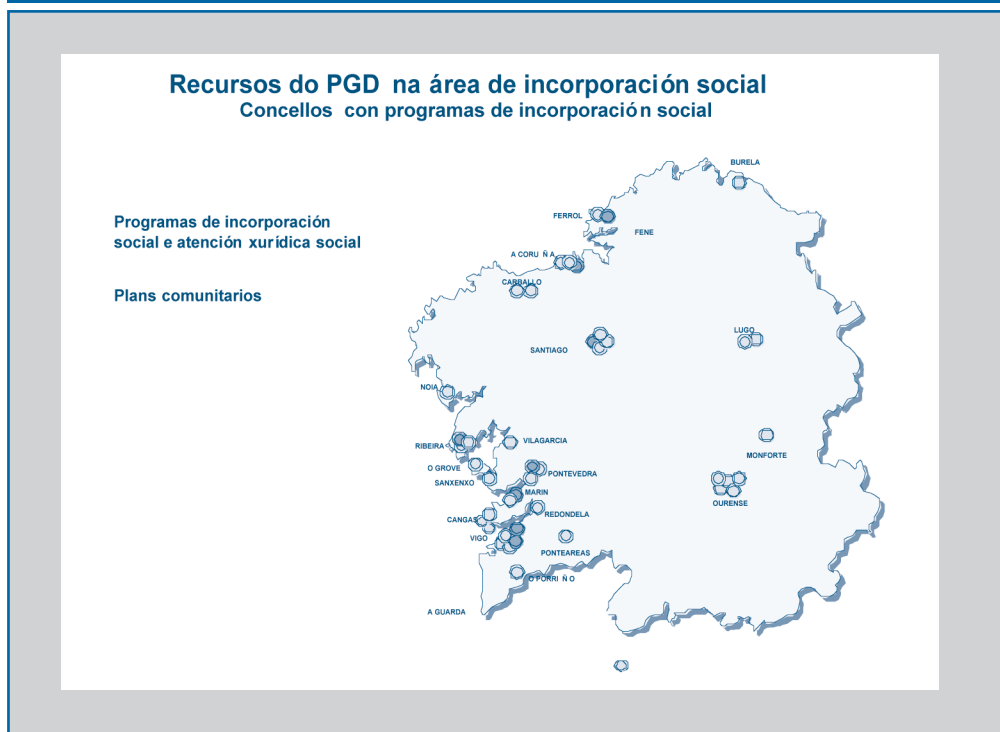 Recursos do PGD na área de incorporación social
Concellos con programas de incorporación social
BURELA
FERROL
FENE
Programas de incorporación
social e atención xurídica social
A CORU Ñ A
CARBALLO
Plans comunitarios
LUGO
SANTIAGO
NOIA
VILAGARCIA
RIBEIRA
MONFORTE
O GROVE
PONTEVEDRA
SANXENXO
MARIN
OURENSE
REDONDELA
CANGAS
VIGO
PONTEAREAS
O PORRI Ñ O
A GUARDA